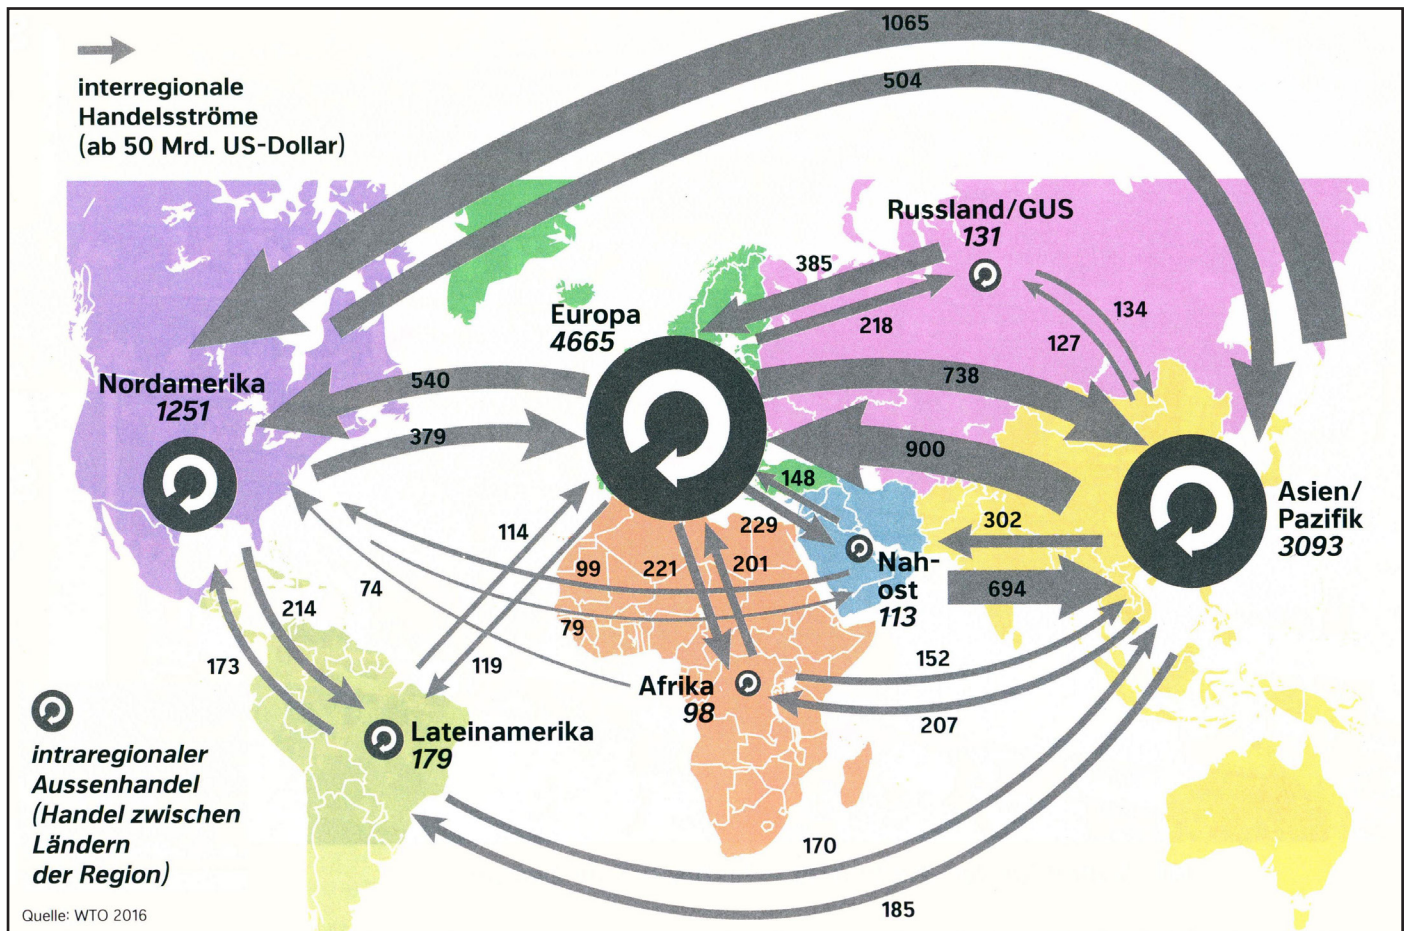 1065
504
interregionale
Handelsströme
(ab 50 Mrd. US-Dollar)
Russland/GUS
131
385
218
134
127
Europa
4665
Nordamerika
1251
540
379
738
900
148
229
Asien/
Pazifik
3093
302
694
Nah-
ost
113
114
99
221
201
74
79
214
173
119
152
207
Afrika
98
Lateinamerika
179
intraregionaler
Aussenhandel
(Handel zwischen
Ländern
der Region)
170
185
Quelle: WTO 2016